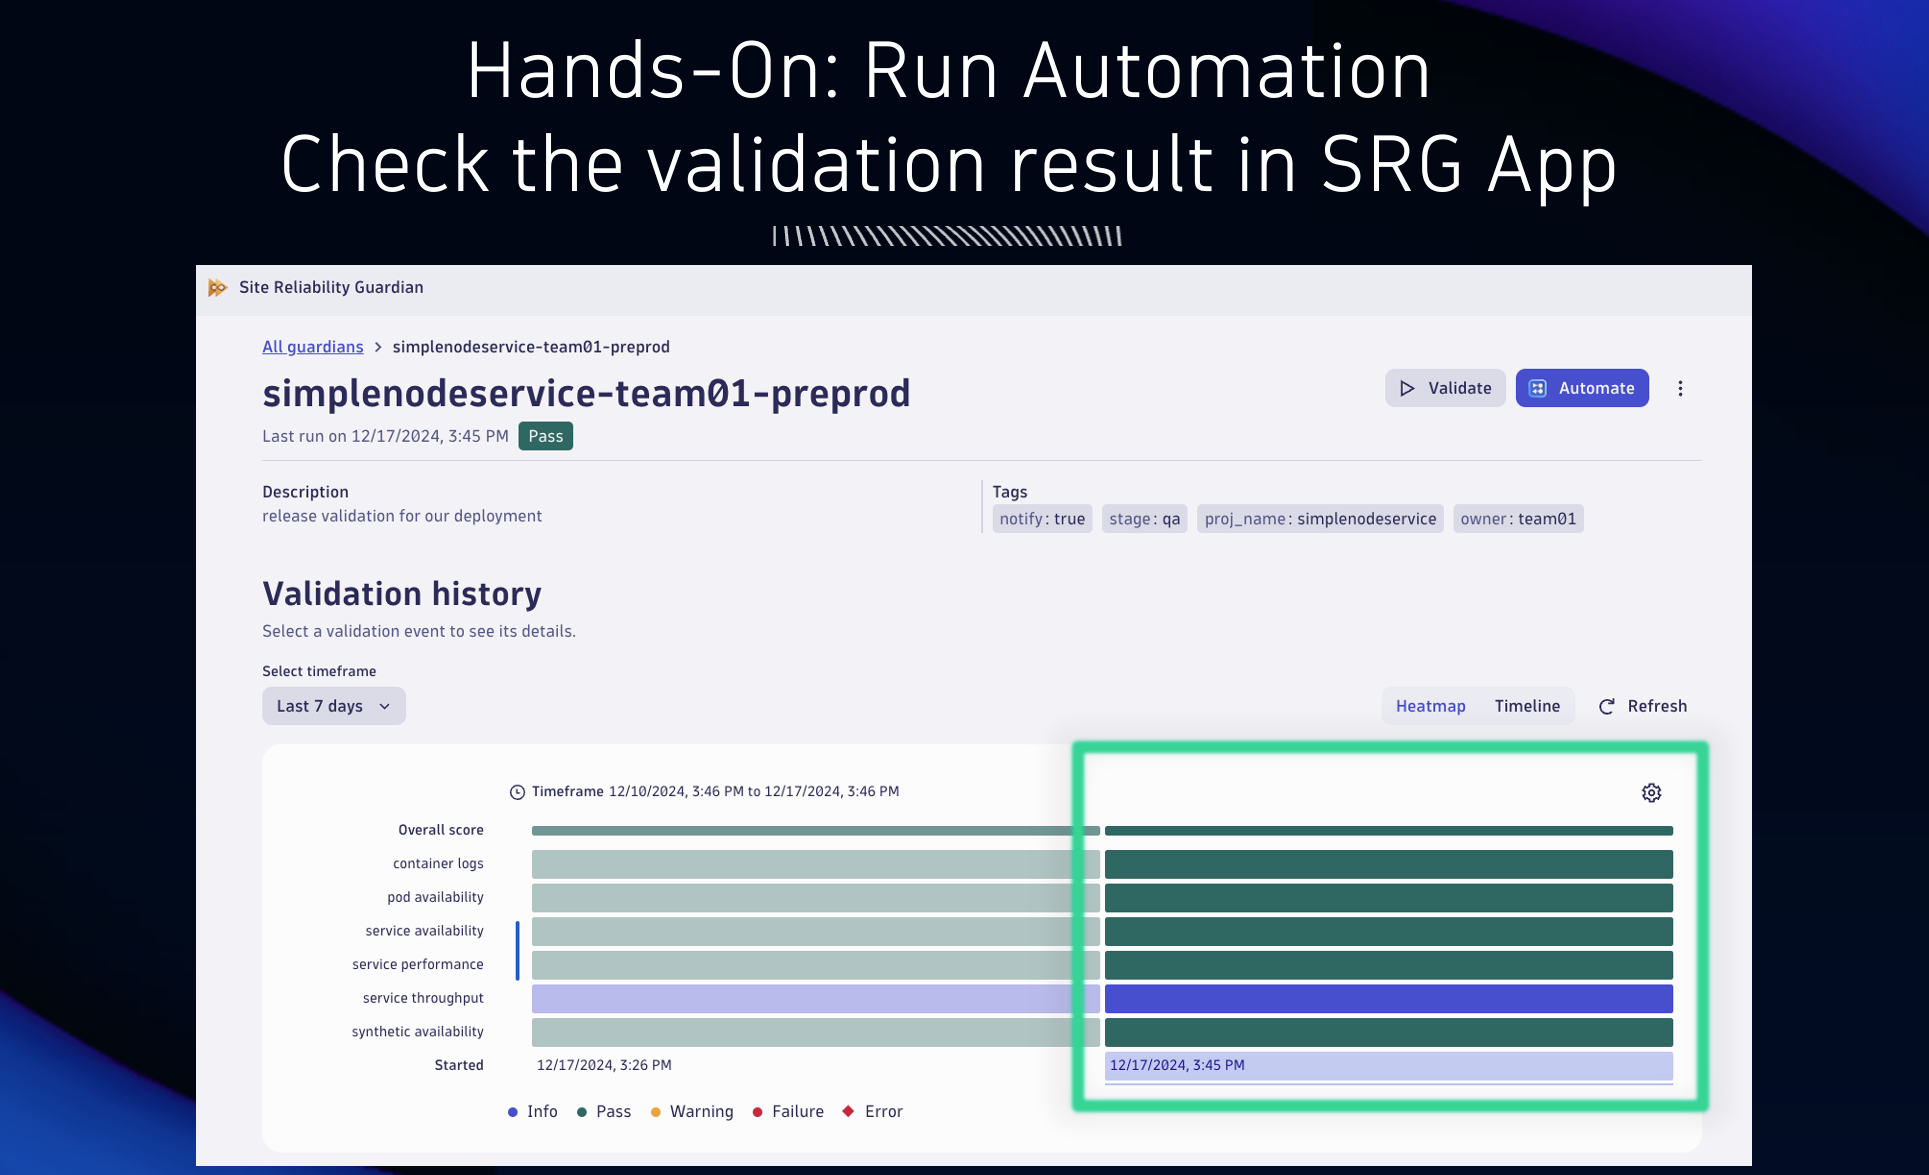 Hands-On: Run Automation
Check the validation result in SRG App
Site Reliability Guardian
All guardians > simplenodeservice-team01-preprod
simplenodeservice-team01-preprod
Validate
Automate
Last run on 12/17/2024, 3:45 PM Pass
Description
release validation for our deployment
Tags
notify: true stage: qa proj_name: simplenodeservice owner: team01
Validation history
Select a validation event to see its details.
Select timeframe
Last 7 days
Heatmap Timeline Refresh
Timeframe 12/10/2024, 3:46 PM to 12/17/2024, 3:46 PM
Overall score
container logs
pod availability
service availability
service performance
service throughput
synthetic availability
Started 12/17/2024, 3:26 PM 12/17/2024, 3:45 PM
Info Pass Warning Failure Error